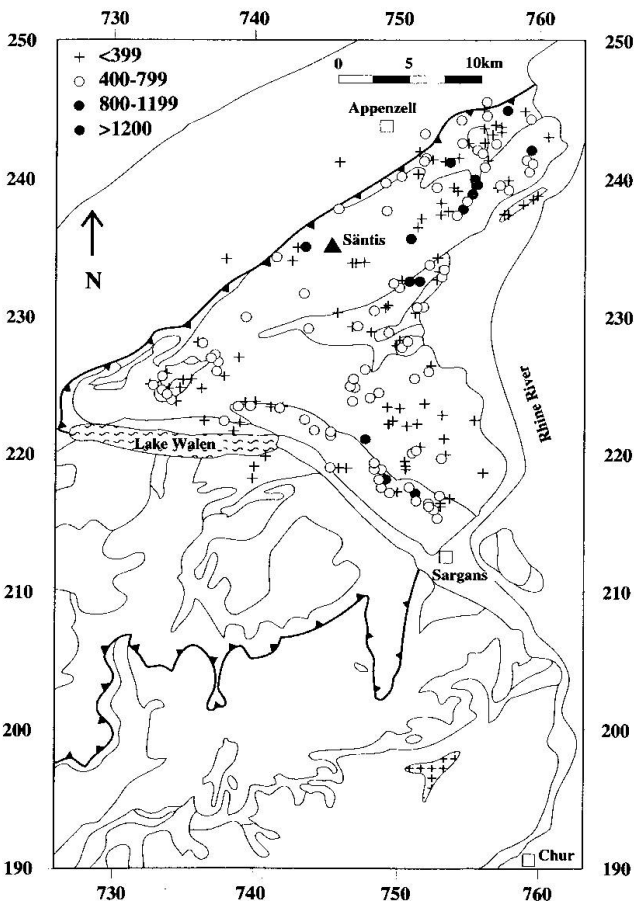 730 740 750 760
250 250
<399
400-799
800-1199
>1200
0 5 10km
Appenzell
240 240
N
Säntis
230 230
Rhine River
Lake Walen
220 220
Sargans
210 210
200 200
Chur
190 190
730 740 750 760